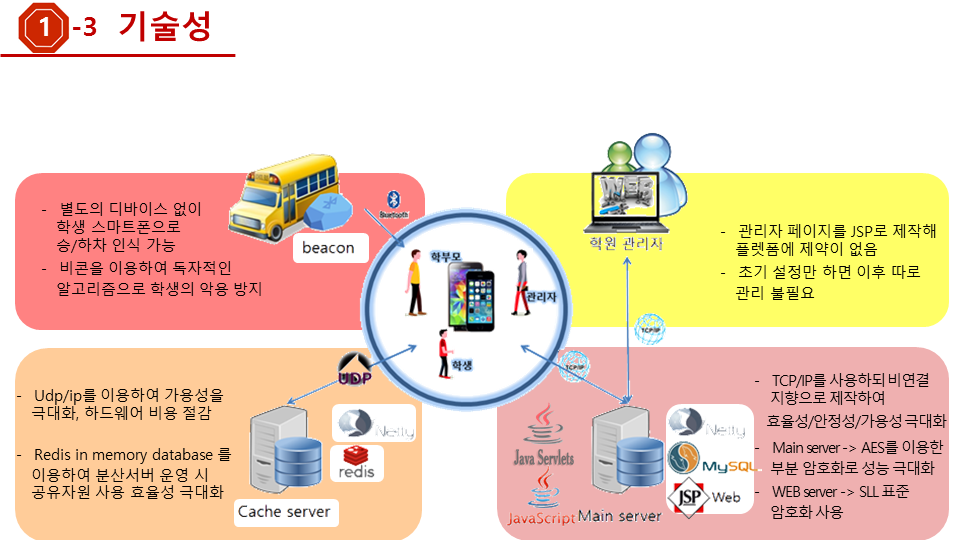 1 -3 기술성
- 별도의 디바이스 없이
학생 스마트폰으로
승/하차 인식 가능
- 비콘을 이용하여 독자적인
알고리즘으로 학생의 악용 방지
beacon
Bluetooth
WEB
학원 관리자
- 관리자 페이지를 JSP로 제작해
플렛폼에 제약이 없음
- 초기 설정만 하면 이후 따로
관리 불필요
학부모
관리자
학생
TCP/IP
UDP
TCP/IP
- Udp/ip를 이용하여 가용성을
극대화, 하드웨어 비용 절감
- Redis in memory database 를
이용하여 분산서버 운영 시
공유자원 사용 효율성 극대화
Netty
redis
Cache server
Java Servlets
JavaScript
Main server
Netty
MySQL
JSP Web
- TCP/IP를 사용하되 비연결
지향으로 제작하여
효율성/안정성/가용성 극대화
- Main server -> AES를 이용한
부분 암호화로 성능 극대화
- WEB server -> SLL 표준
암호화 사용